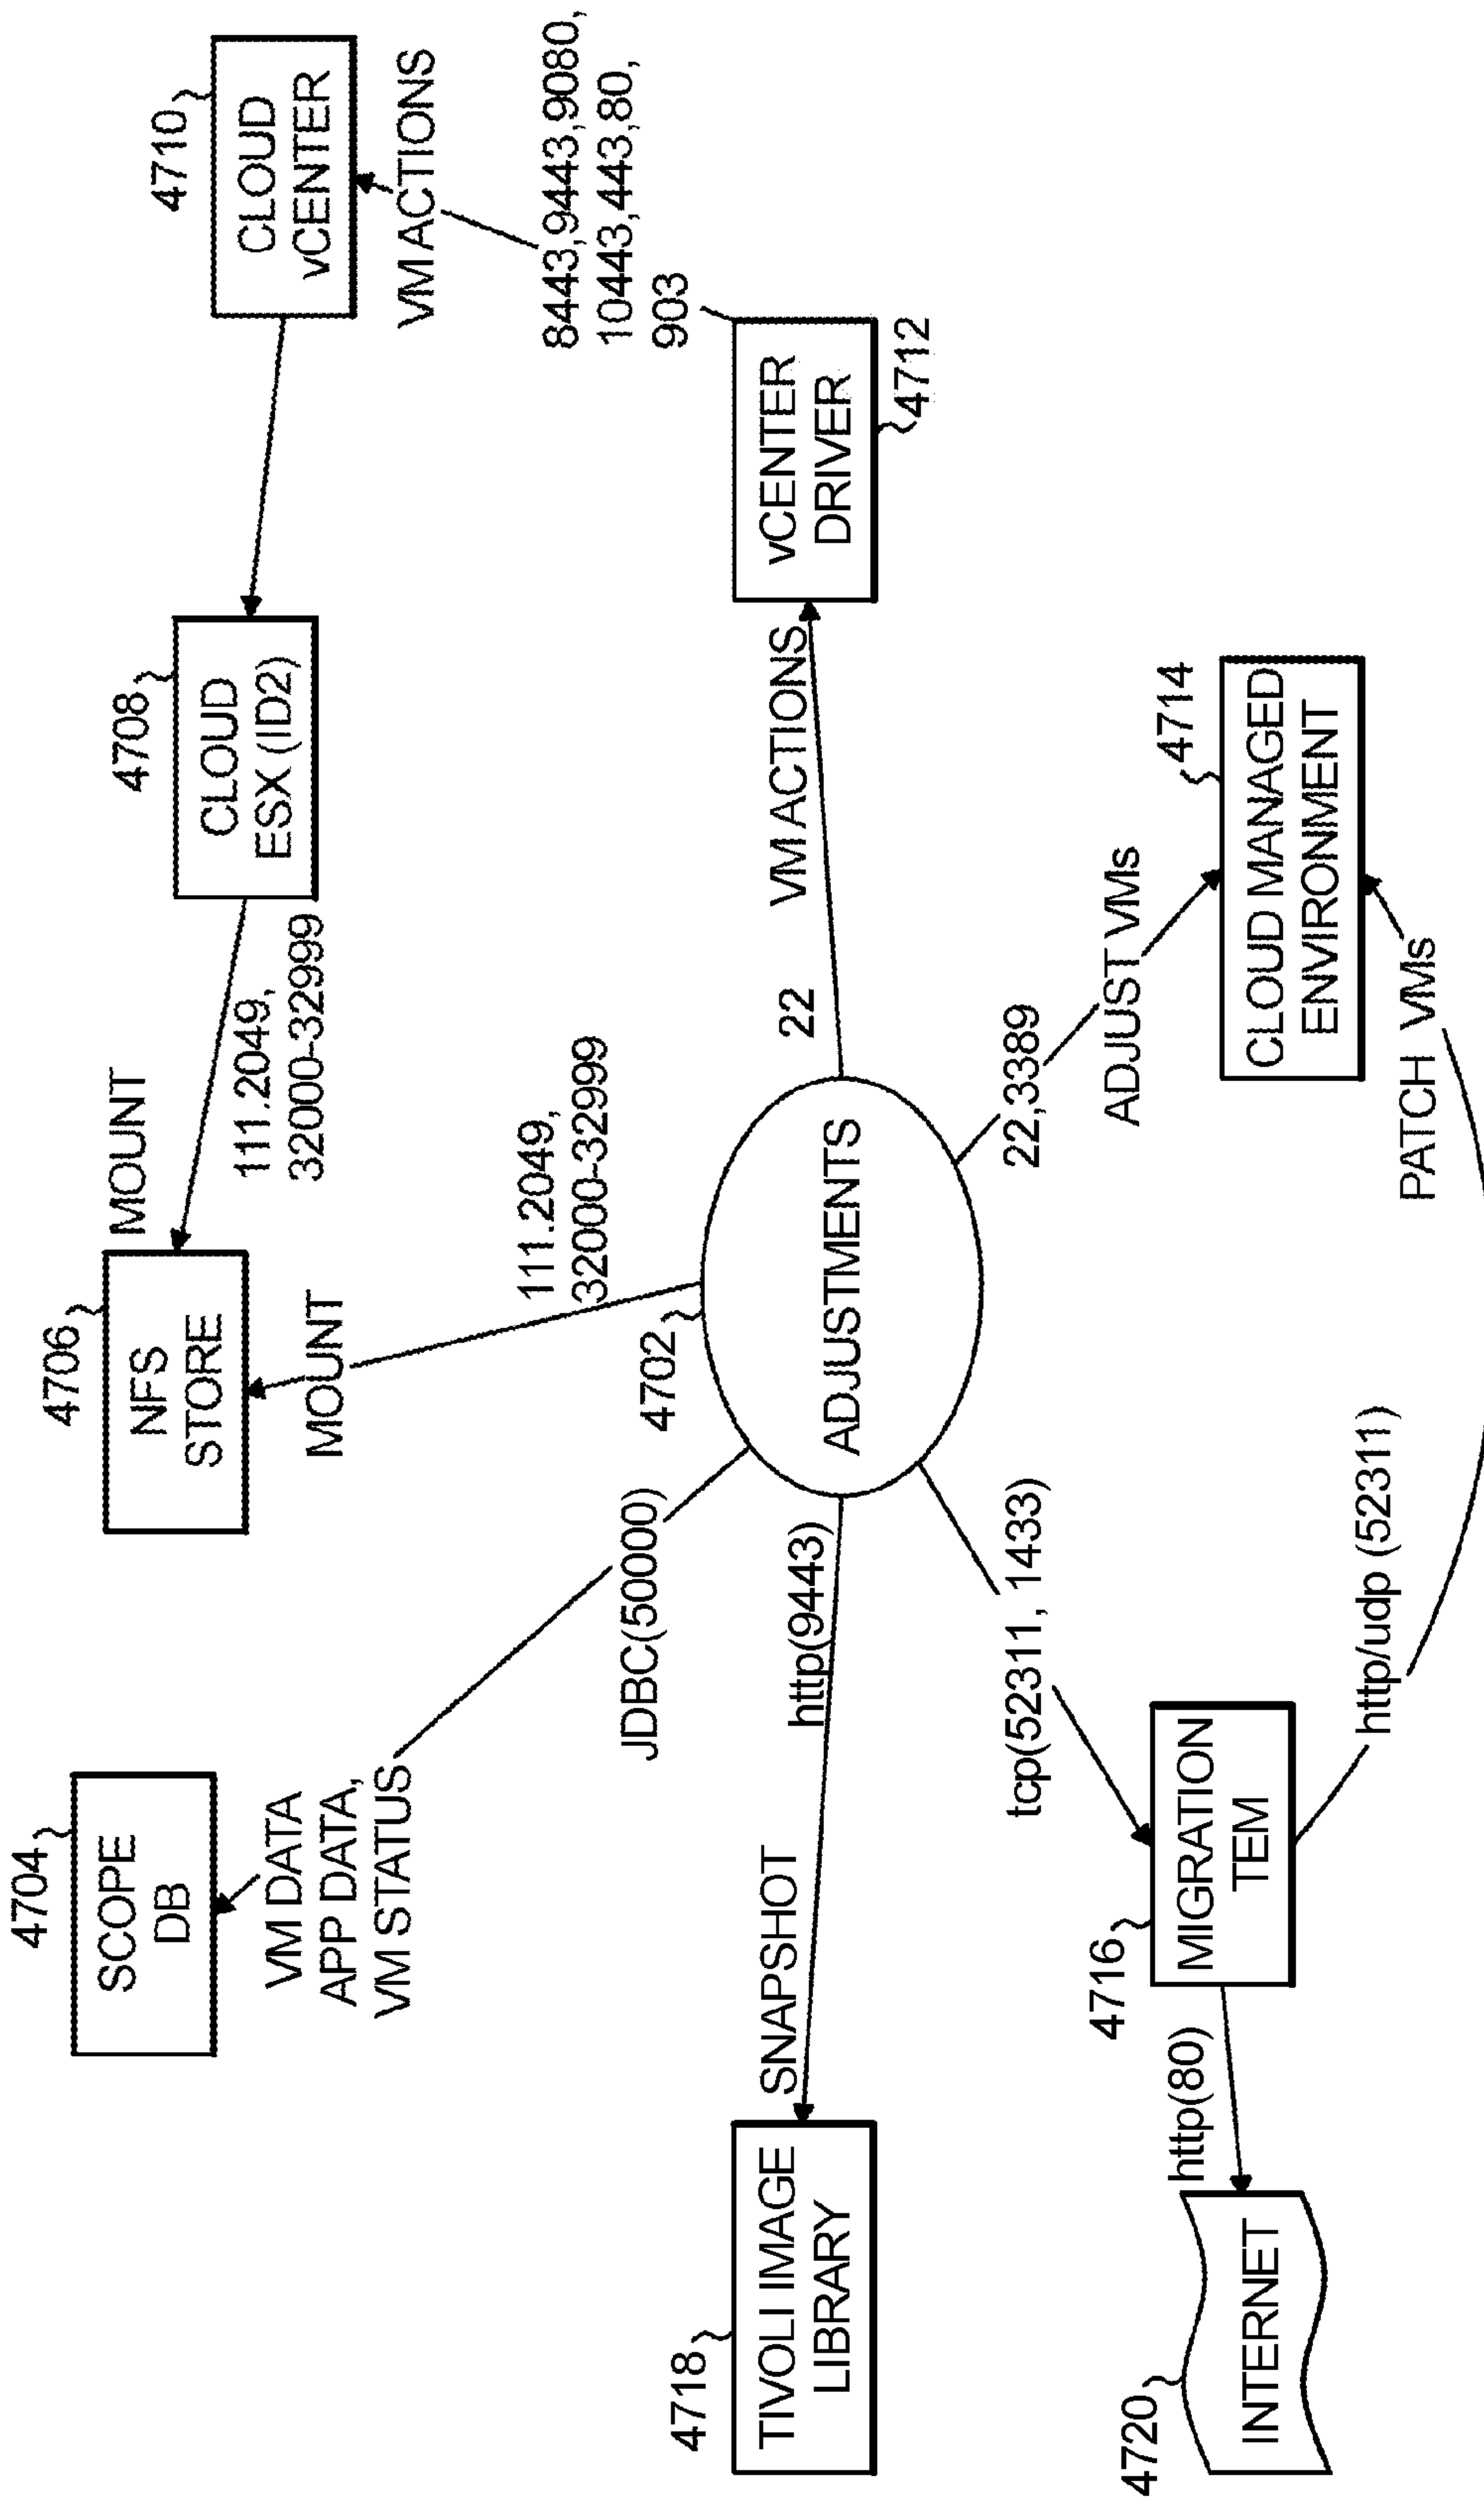 4704
SCOPE
DB
VM DATA
APP DATA,
VM STATUS
JDBC(50000)
4706
NFS
STORE
MOUNT
111.2049,
32000-32999
MOUNT
111.2049,
32000-32999
4708
CLOUD
ESX (ID2)
4710
CLOUD
vCENTER
VM ACTIONS
8443,9443,9080,
10443,443,80,
903
4718
TIVOLI IMAGE
LIBRARY
SNAPSHOT
http(9443)
4702
ADJUSTMENTS
22
VM ACTIONS
vCENTER
DRIVER
4712
4720
INTERNET
http(80)
4716
MIGRATION
TEM
tcp(52311, 1433)
http/udp (52311)
22,3389
ADJUST VMs
4714
CLOUD MANAGED
ENVIRONMENT
PATCH VMs